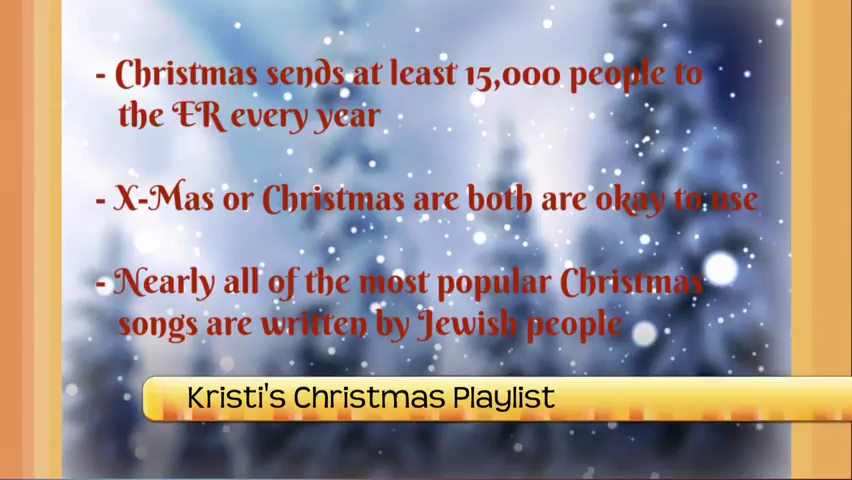 - Christmas sends at least 15,000 people to
the ER every year
- X-Mas or Christmas are both are okay to use
- Nearly all of the most popular Christmas
songs are written by Jewish people
Kristi's Christmas Playlist